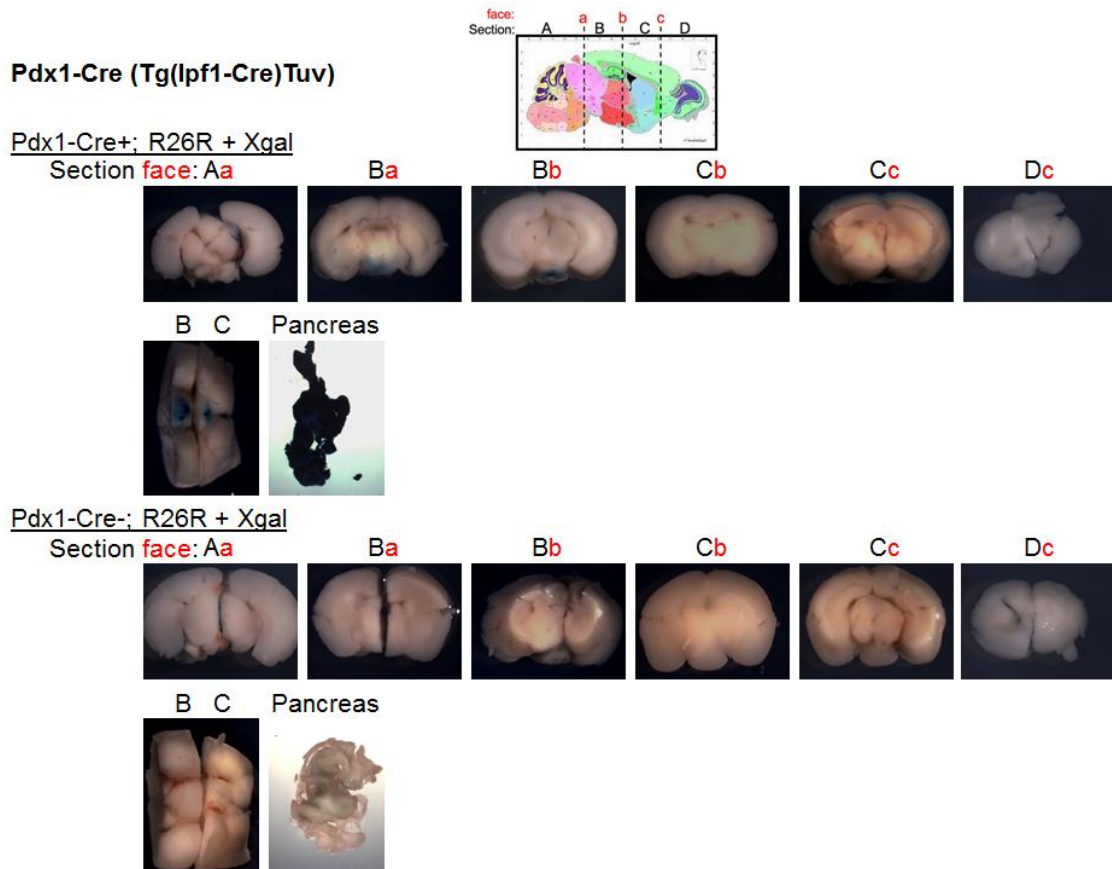 face: a b c
Section: A B C D
Pdx1-Cre (Tg(Ipf1-Cre)Tuv)
Pdx1-Cre+; R26R + Xgal
Section face: Aa Ba Bb Cb Cc Dc
B C Pancreas
Pdx1-Cre-; R26R + Xgal
Section face: Aa Ba Bb Cb Cc Dc
B C Pancreas